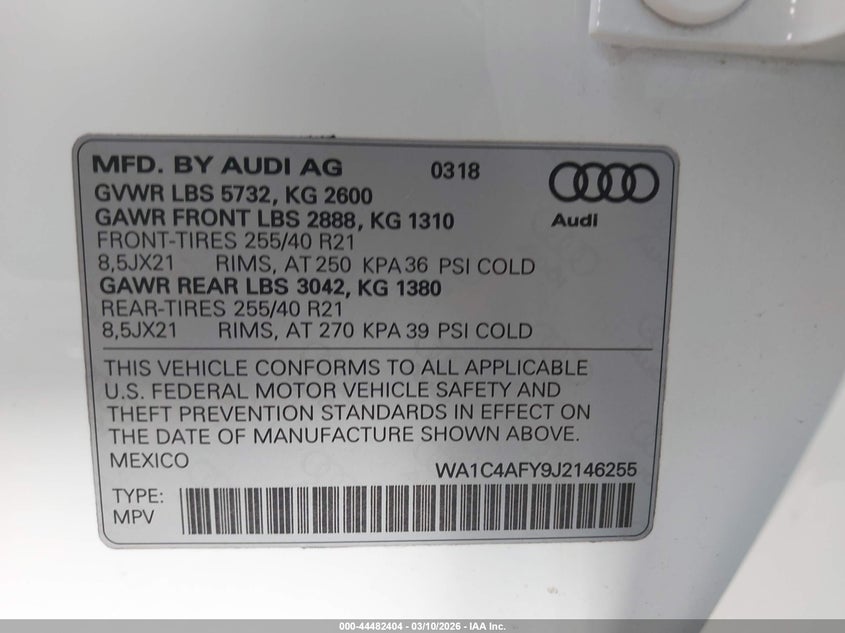 MFD. BY AUDI AG 0318
GVWR LBS 5732, KG 2600
GAWR FRONT LBS 2888, KG 1310
Audi
FRONT-TIRES 255/40 R21
8,5JX21 RIMS, AT 250 KPA 36 PSI COLD
GAWR REAR LBS 3042, KG 1380
REAR-TIRES 255/40 R21
8,5JX21 RIMS, AT 270 KPA 39 PSI COLD
THIS VEHICLE CONFORMS TO ALL APPLICABLE
U.S. FEDERAL MOTOR VEHICLE SAFETY AND
THEFT PREVENTION STANDARDS IN EFFECT ON
THE DATE OF MANUFACTURE SHOWN ABOVE.
MEXICO WA1C4AFY9J2146255
TYPE:
MPV
000-44482404 - 03/10/2026 - IAA Inc.